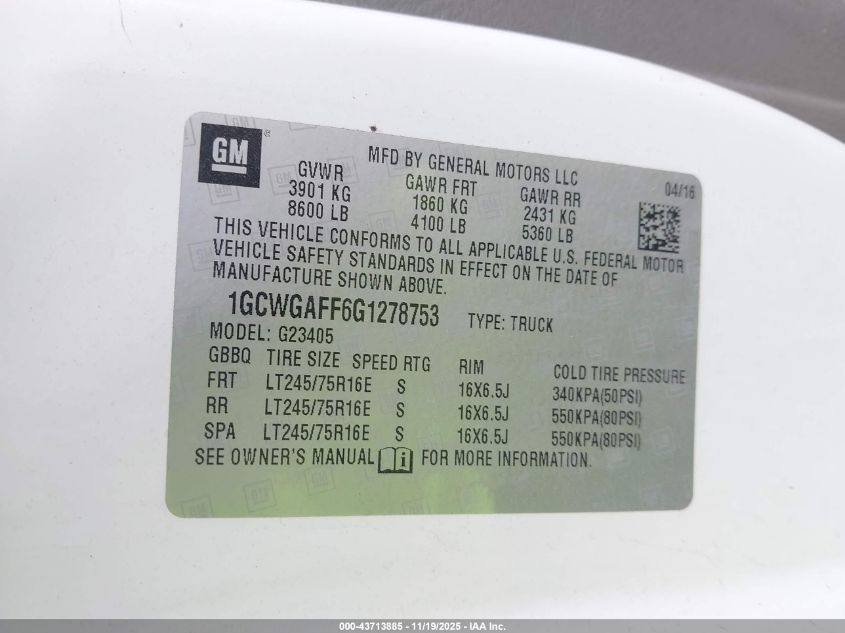 GM ®
MFD BY GENERAL MOTORS LLC
04/16
GVWR GAWR FRT GAWR RR
3901 KG 1860 KG 2431 KG
8600 LB 4100 LB 5360 LB
THIS VEHICLE CONFORMS TO ALL APPLICABLE U.S. FEDERAL MOTOR
VEHICLE SAFETY STANDARDS IN EFFECT ON THE DATE OF
MANUFACTURE SHOWN ABOVE.
1GCWGAFF6G1278753 TYPE: TRUCK
MODEL: G23405
GBBQ TIRE SIZE SPEED RTG RIM COLD TIRE PRESSURE
FRT LT245/75R16E S 16X6.5J 340KPA(50PSI)
RR LT245/75R16E S 16X6.5J 550KPA(80PSI)
SPA LT245/75R16E S 16X6.5J 550KPA(80PSI)
SEE OWNER'S MANUAL i FOR MORE INFORMATION.
000-43713885 - 11/19/2025 - IAA Inc.